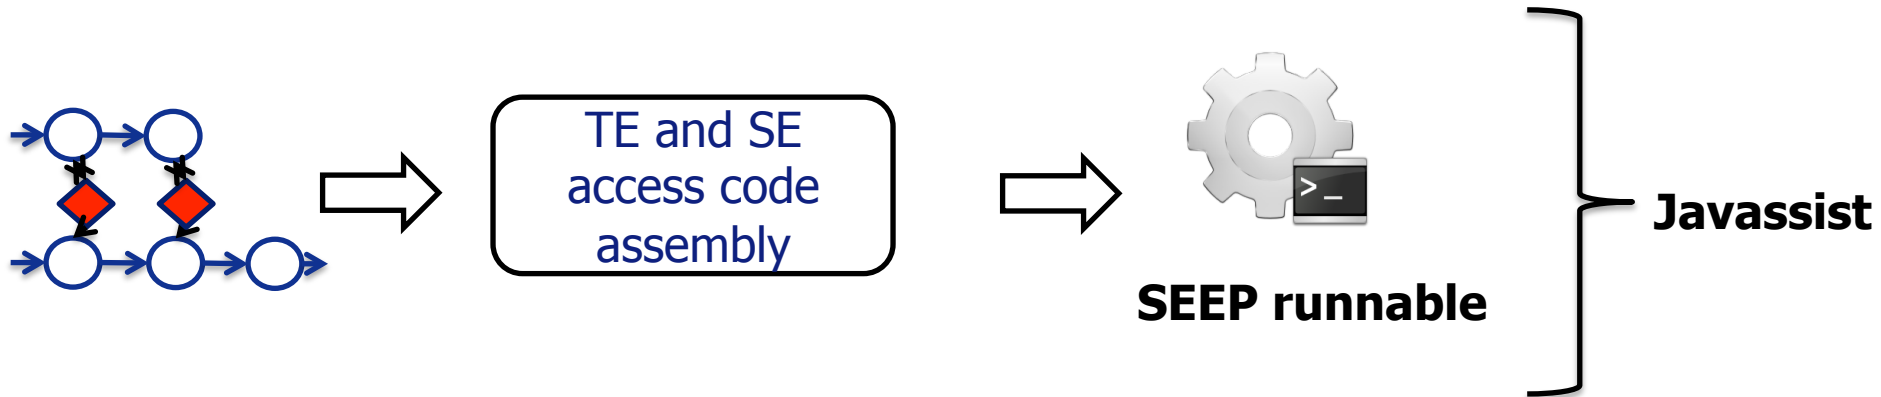 TE and SE
access code
assembly
>_
SEEP runnable
Javassist